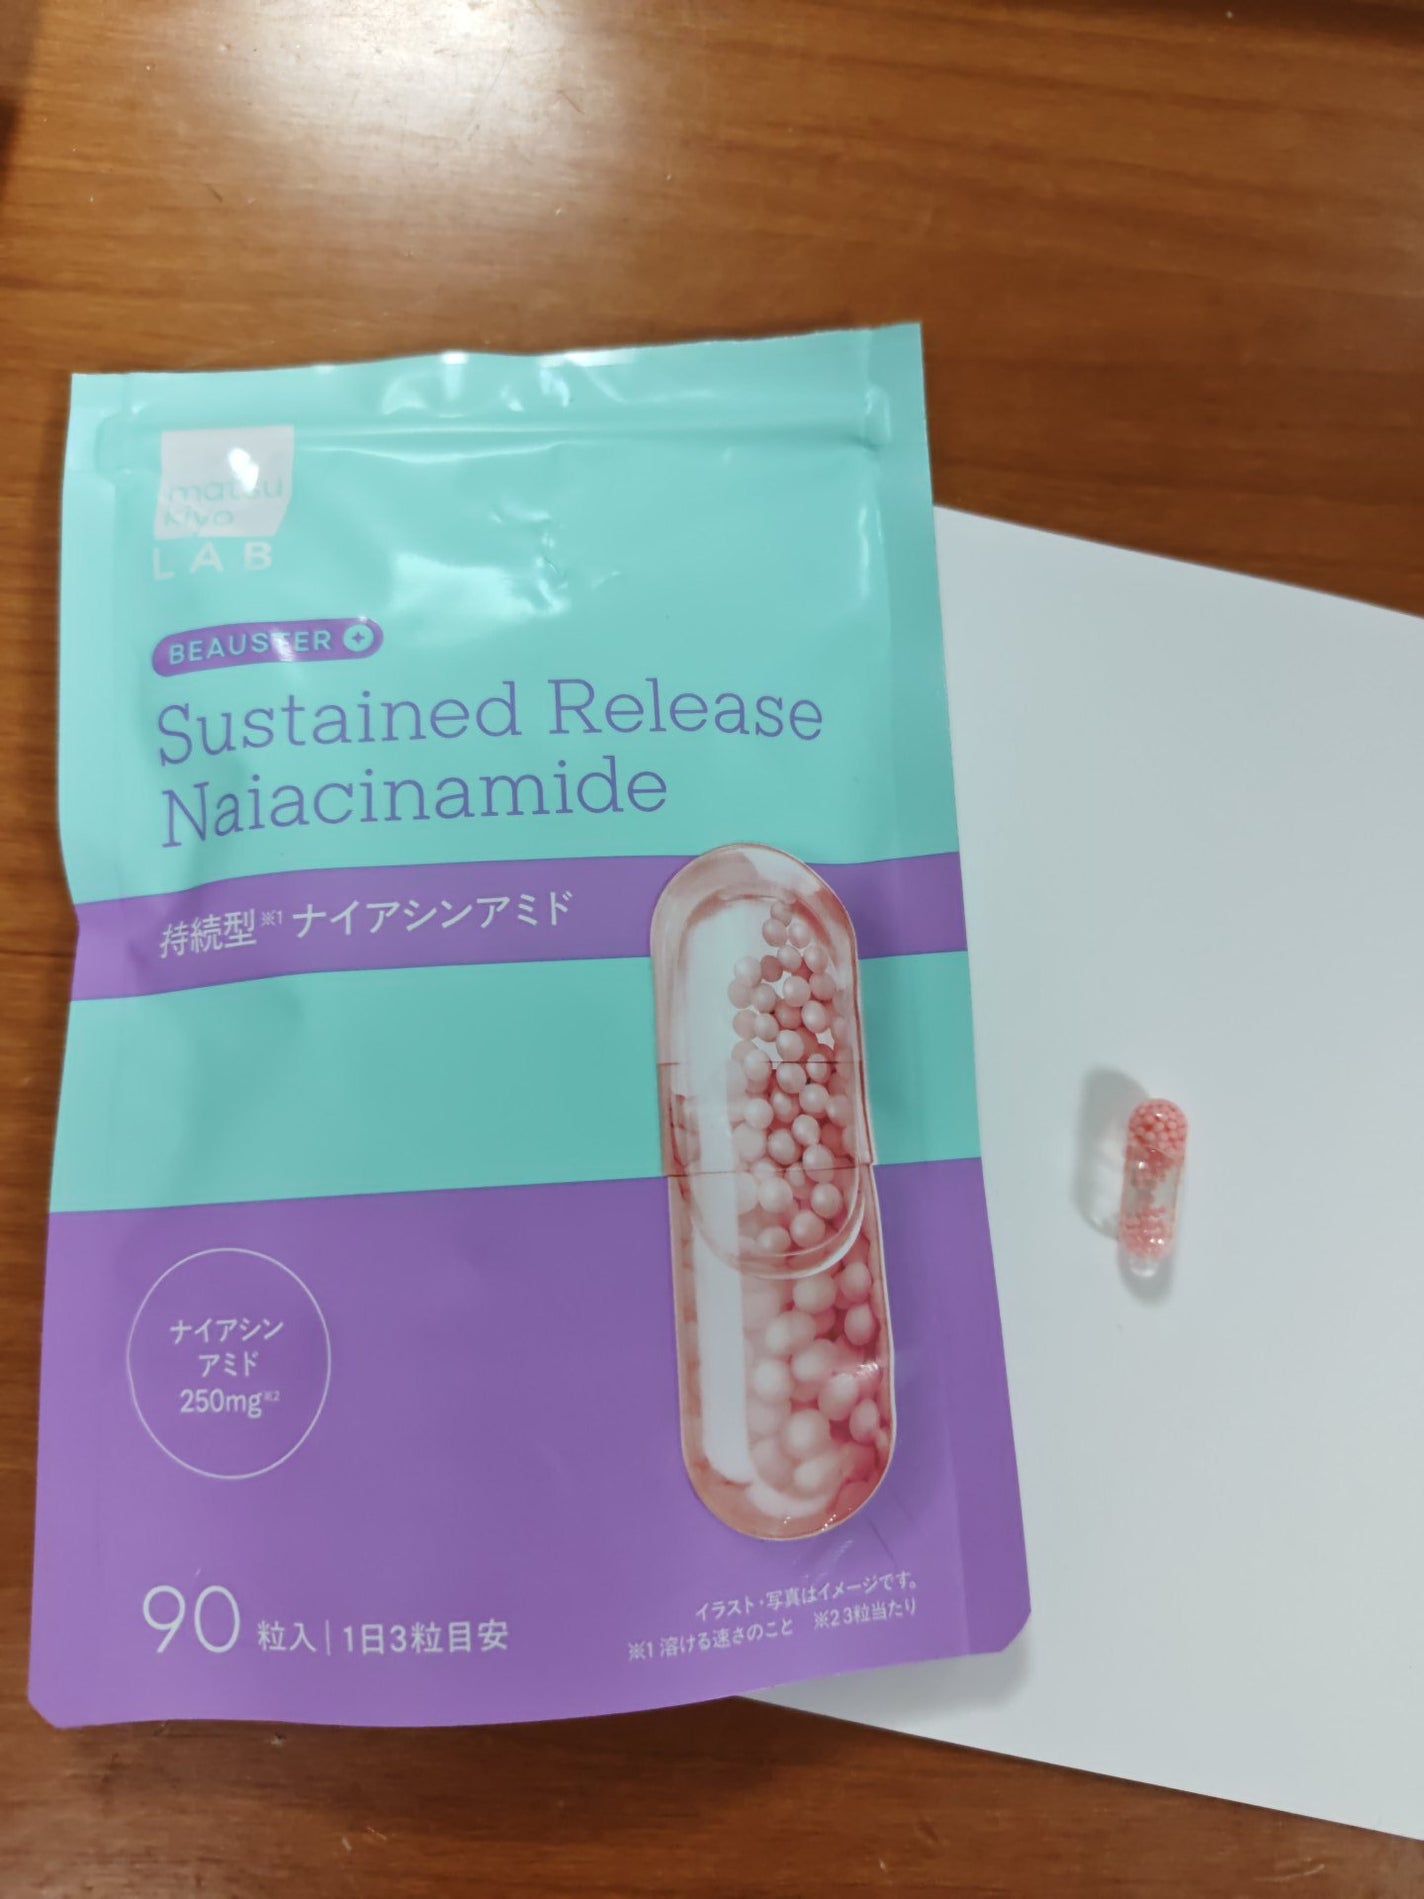 matsu
kiyo
LAB
BEAUSTER
Sustained Release
Naiacinamide
持続型※1 ナイアシンアミド
ナイアシン
アミド
250mg※2
90 粒入 | 1日3粒目安
イラスト・写真はイメージです。
※1 溶ける速さのこと ※2 3粒当たり